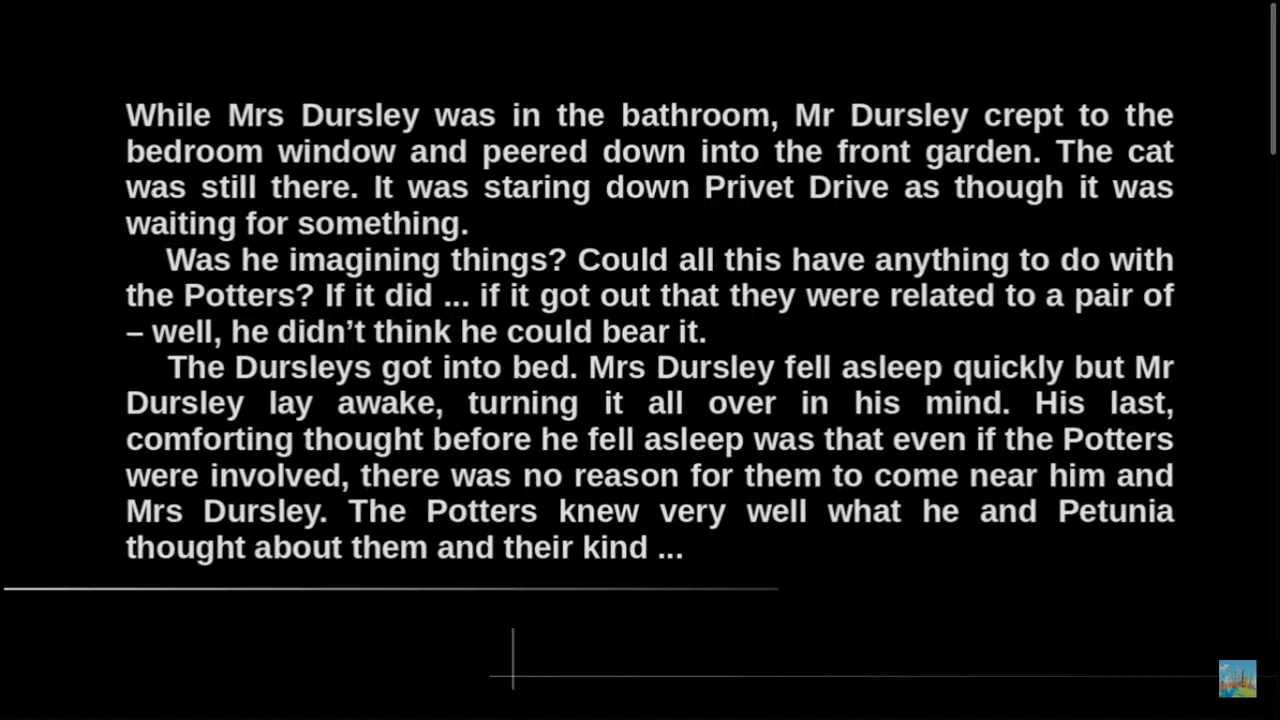 While Mrs Dursley was in the bathroom, Mr Dursley crept to the
bedroom window and peered down into the front garden. The cat
was still there. It was staring down Privet Drive as though it was
waiting for something.
Was he imagining things? Could all this have anything to do with
the Potters? If it did ... if it got out that they were related to a pair of
– well, he didn’t think he could bear it.
The Dursleys got into bed. Mrs Dursley fell asleep quickly but Mr
Dursley lay awake, turning it all over in his mind. His last,
comforting thought before he fell asleep was that even if the Potters
were involved, there was no reason for them to come near him and
Mrs Dursley. The Potters knew very well what he and Petunia
thought about them and their kind ...